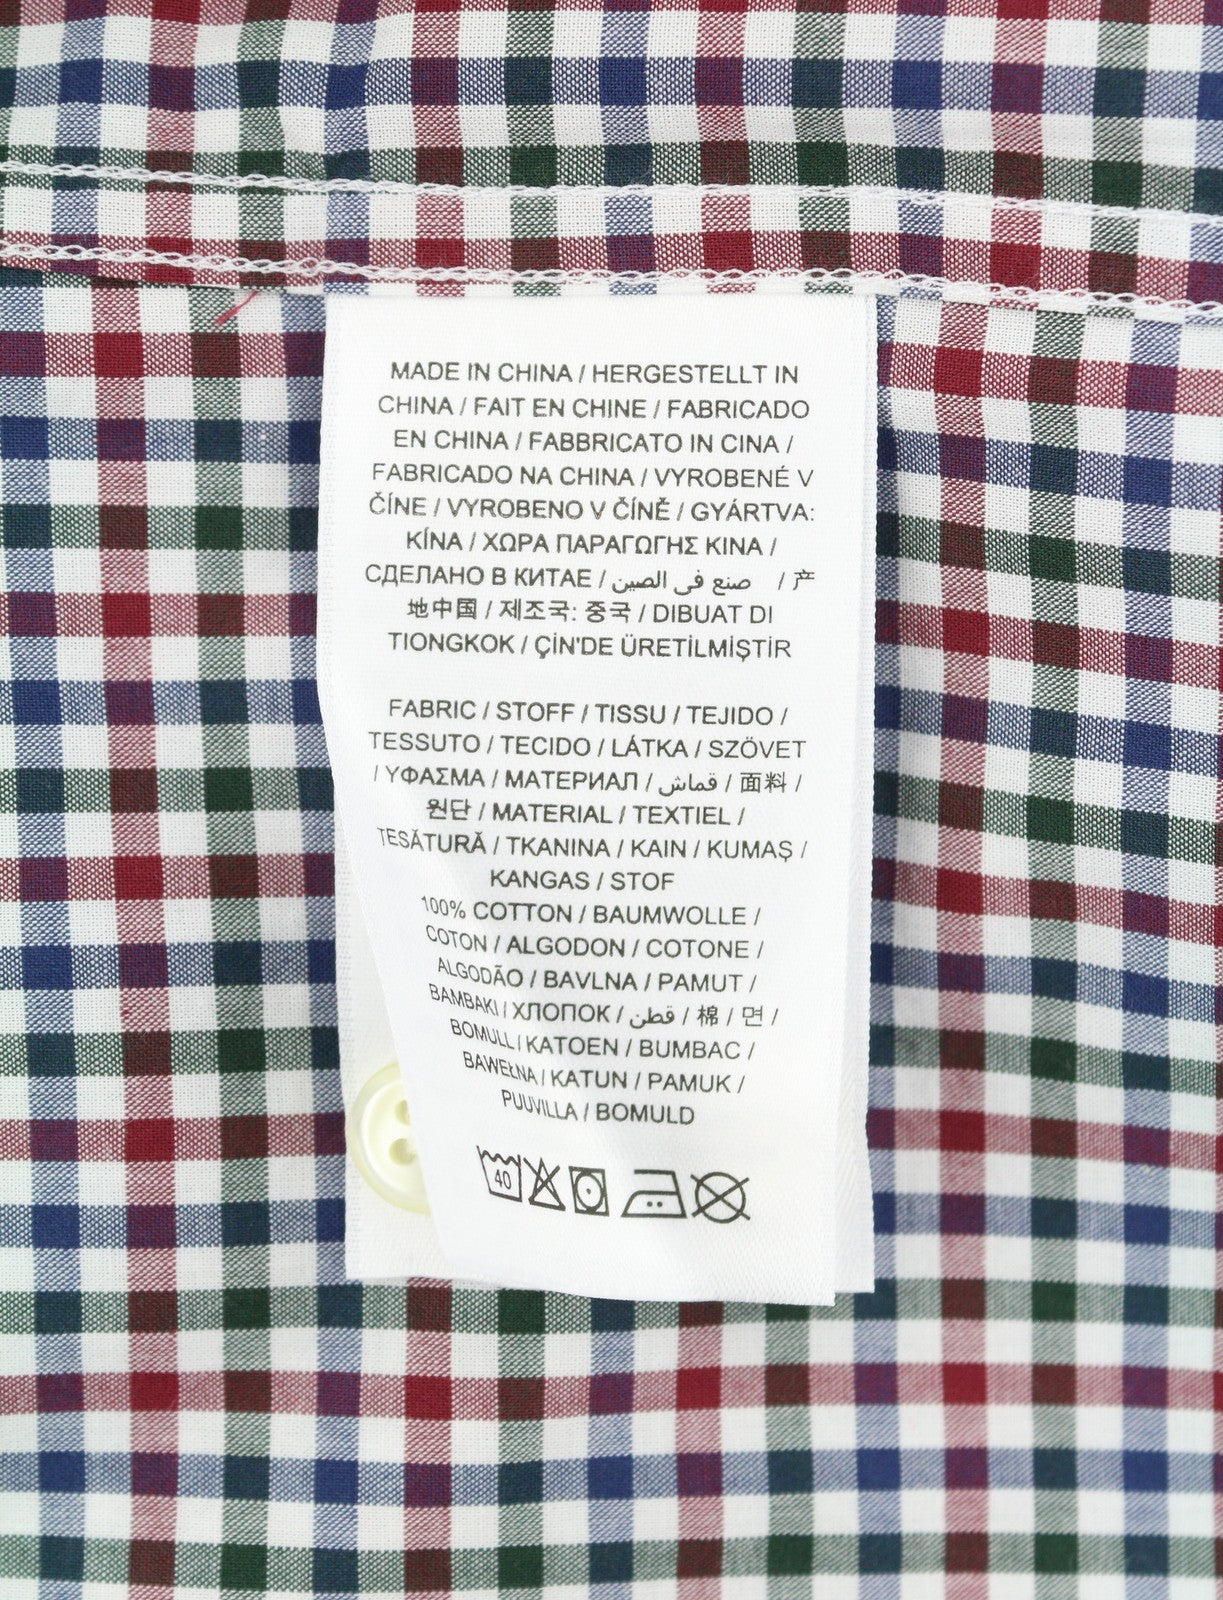 MADE IN CHINA / HERGESTELLT IN
CHINA / FAIT EN CHINE / FABRICADO
EN CHINA / FABBRICATO IN CINA /
FABRICADO NA CHINA / VYROBENÉ V
ČÍNE / VYROBENO V ČÍNĚ / GYÁRTVA:
KÍNA / ΧΩΡΑ ΠΑΡΑΓΩΓΗΣ ΚΙΝΑ /
СДЕЛАНО В КИТАЕ / صنع في الصين / 产
地中国 / 제조국: 중국 / DIBUAT DI
TIONGKOK / ÇİN'DE ÜRETİLMİŞTİR
FABRIC / STOFF / TISSU / TEJIDO /
TESSUTO / TECIDO / LÁTKA / SZÖVET
/ ΥΦΑΣΜΑ / МАТЕРИАЛ / قماش / 面料 /
원단 / MATERIAL / TEXTIEL /
TESĂTURĂ / TKANINA / KAIN / KUMAŞ /
KANGAS / STOF
100% COTTON / BAUMWOLLE /
COTON / ALGODON / COTONE /
ALGODÃO / BAVLNA / PAMUT /
ΒΑΜΒΑΚΙ / ХЛОПОК / قطن / 棉 / 면 /
BOMULL / KATOEN / BUMBAC /
BAWEŁNA / KATUN / PAMUK /
PUUVILLA / BOMULD
40